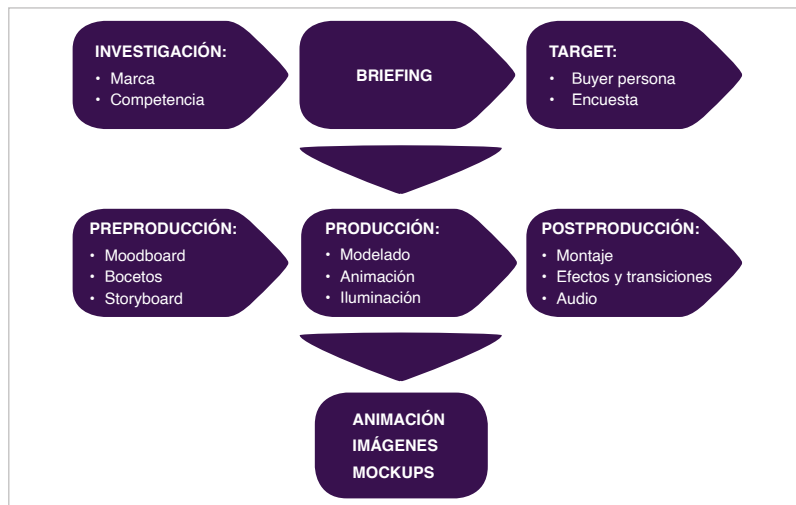 INVESTIGACIÓN:
• Marca
• Competencia
BRIEFING
TARGET:
• Buyer persona
• Encuesta
PREPRODUCCIÓN:
• Moodboard
• Bocetos
• Storyboard
PRODUCCIÓN:
• Modelado
• Animación
• Iluminación
POSTPRODUCCIÓN:
• Montaje
• Efectos y transiciones
• Audio
ANIMACIÓN
IMÁGENES
MOCKUPS